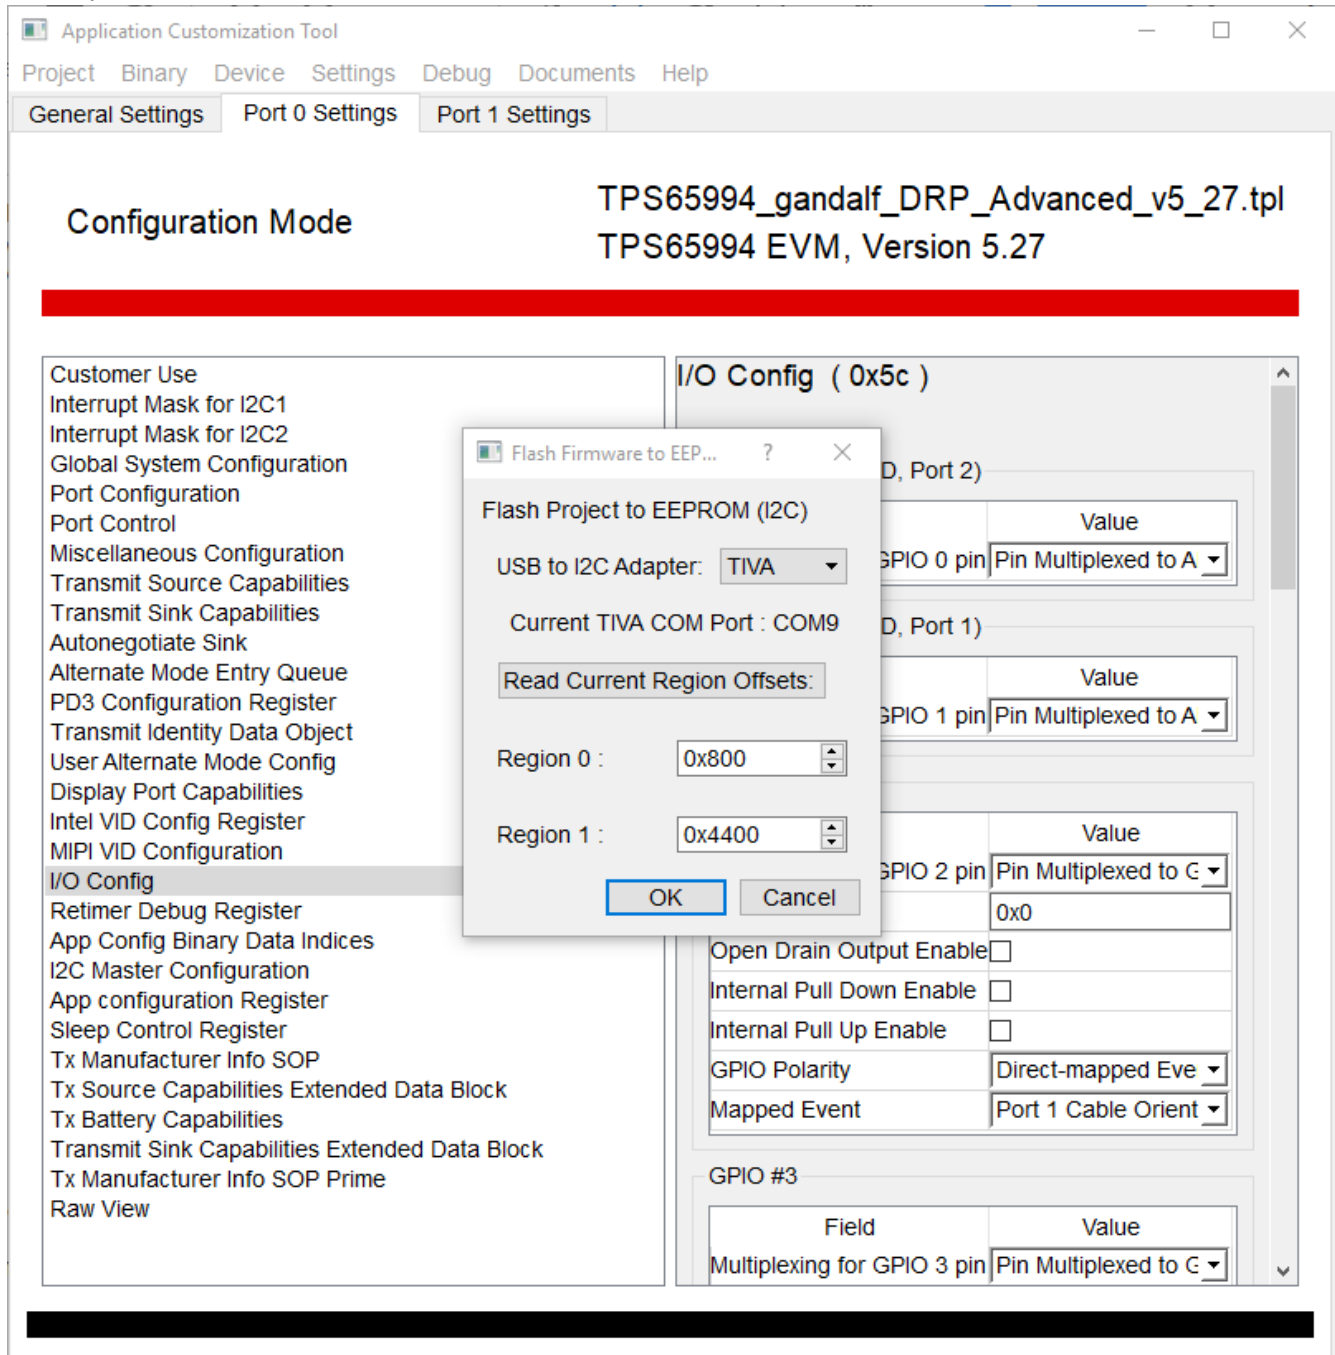 Application Customization Tool
Project Binary Device Settings Debug Documents Help
General Settings Port 0 Settings Port 1 Settings
Configuration Mode
TPS65994_gandalf_DRP_Advanced_v5_27.tpl
TPS65994 EVM, Version 5.27
Customer Use
Interrupt Mask for I2C1
Interrupt Mask for I2C2
Global System Configuration
Port Configuration
Port Control
Miscellaneous Configuration
Transmit Source Capabilities
Transmit Sink Capabilities
Autonegotiate Sink
Alternate Mode Entry Queue
PD3 Configuration Register
Transmit Identity Data Object
User Alternate Mode Config
Display Port Capabilities
Intel VID Config Register
MIPI VID Configuration
I/O Config
Retimer Debug Register
App Config Binary Data Indices
I2C Master Configuration
App configuration Register
Sleep Control Register
Tx Manufacturer Info SOP
Tx Source Capabilities Extended Data Block
Tx Battery Capabilities
Transmit Sink Capabilities Extended Data Block
Tx Manufacturer Info SOP Prime
Raw View
Flash Firmware to EEP... ?
Flash Project to EEPROM (I2C)
USB to I2C Adapter: TIVA
Current TIVA COM Port : COM9
Read Current Region Offsets:
Region 0 : 0x800
Region 1 : 0x4400
OK Cancel
I/O Config ( 0x5c )
D, Port 2)
Value
GPIO 0 pin Pin Multiplexed to A
D, Port 1)
Value
GPIO 1 pin Pin Multiplexed to A
Value
GPIO 2 pin Pin Multiplexed to G
0x0
Open Drain Output Enable
Internal Pull Down Enable
Internal Pull Up Enable
GPIO Polarity Direct-mapped Eve
Mapped Event Port 1 Cable Orient
GPIO #3
Field Value
Multiplexing for GPIO 3 pin Pin Multiplexed to G